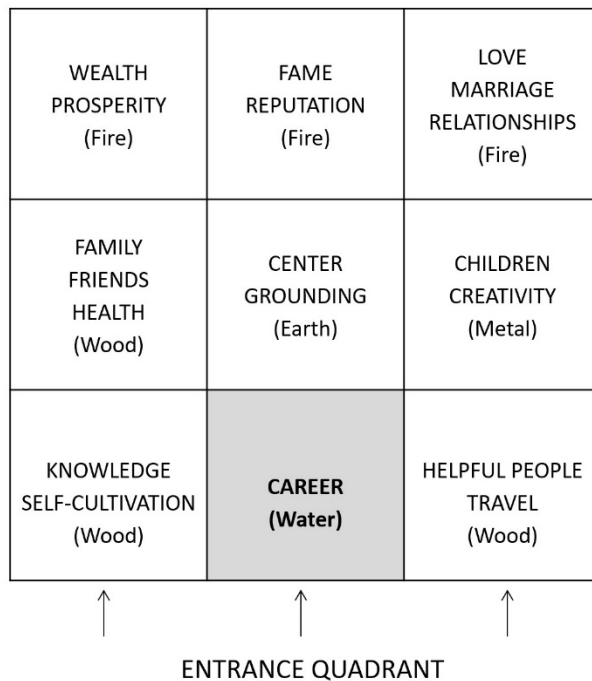 WEALTH
PROSPERITY
(Fire)
FAME
REPUTATION
(Fire)
LOVE
MARRIAGE
RELATIONSHIPS
(Fire)
FAMILY
FRIENDS
HEALTH
(Wood)
CENTER
GROUNDING
(Earth)
CHILDREN
CREATIVITY
(Metal)
KNOWLEDGE
SELF-CULTIVATION
(Wood)
CAREER
(Water)
HELPFUL PEOPLE
TRAVEL
(Wood)
ENTRANCE QUADRANT